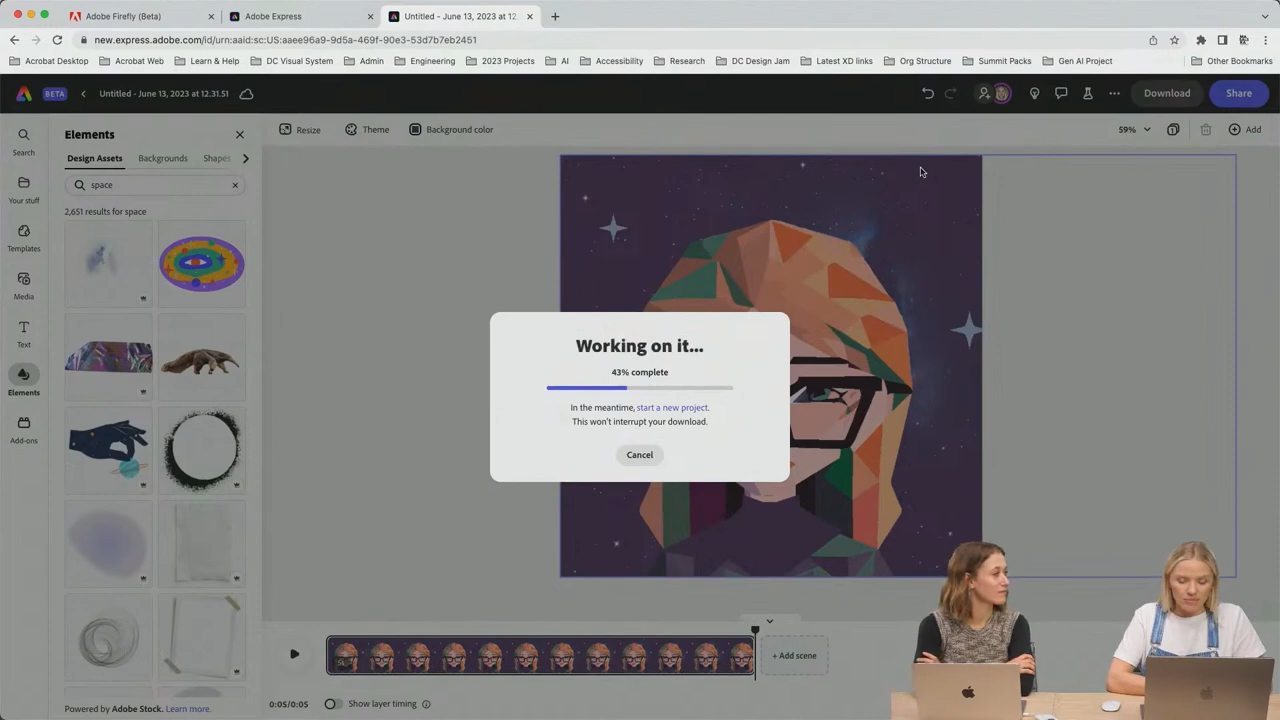 Adobe Firefly (Beta)
Adobe Express
Untitled - June 13, 2023 at 12.
new.express.adobe.com/id/urn:aaid:sc:US:aaee96a9-9d5a-469f-90e3-53d7b7eb2451
Acrobat Desktop
Acrobat Web
Learn & Help
DC Visual System
Admin
Engineering
2023 Projects
AI
Accessibility
Research
DC Design Jam
Latest XD links
Org Structure
Summit Packs
Gen AI Project
Other Bookmarks
BETA
Untitled - June 13, 2023 at 12.31.51
Download
Share
Search
Your stuff
Templates
Media
Text
Elements
Add-ons
Elements
Design Assets
Backgrounds
Shapes
space
2,651 results for space
Powered by Adobe Stock. Learn more.
Resize
Theme
Background color
59%
Add
Working on it...
43% complete
In the meantime, start a new project.
This won't interrupt your download.
Cancel
+ Add scene
0:05/0:05
Show layer timing